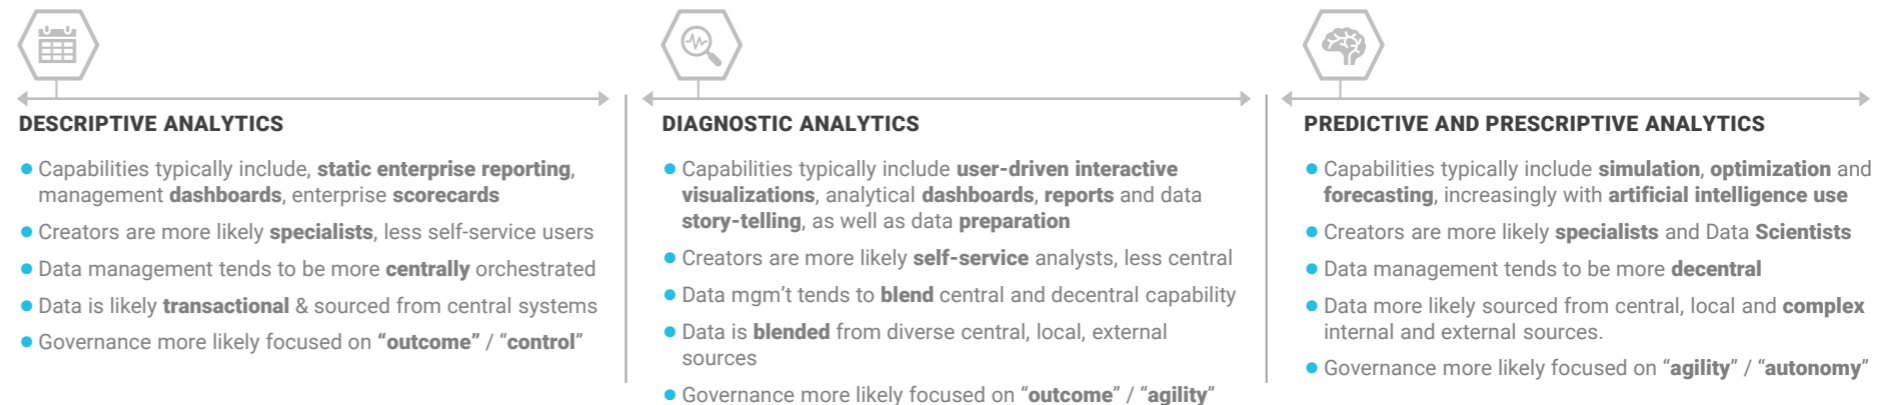 DESCRIPTIVE ANALYTICS
Capabilities typically include, static enterprise reporting,
management dashboards, enterprise scorecards
Creators are more likely specialists, less self-service users
Data management tends to be more centrally orchestrated
Data is likely transactional & sourced from central systems
Governance more likely focused on “outcome” / “control”
DIAGNOSTIC ANALYTICS
Capabilities typically include user-driven interactive
visualizations, analytical dashboards, reports and data
story-telling, as well as data preparation
Creators are more likely self-service analysts, less central
Data mgm’t tends to blend central and decentral capability
Data is blended from diverse central, local, external
sources
Governance more likely focused on “outcome” / “agility”
PREDICTIVE AND PRESCRIPTIVE ANALYTICS
Capabilities typically include simulation, optimization and
forecasting, increasingly with artificial intelligence use
Creators are more likely specialists and Data Scientists
Data management tends to be more decentral
Data more likely sourced from central, local and complex
internal and external sources.
Governance more likely focused on “agility” / “autonomy”